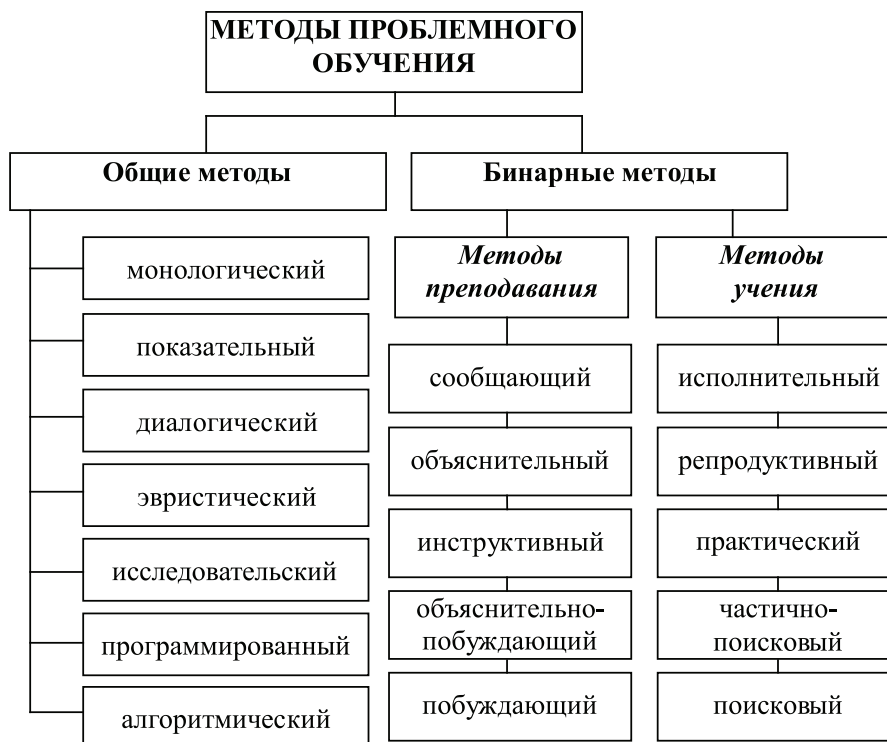 МЕТОДЫ ПРОБЛЕМНОГО
ОБУЧЕНИЯ
Общие методы
монологический
показательный
диалогический
эвристический
исследовательский
программированный
алгоритмический
Бинарные методы
Методы
преподавания
сообщающий
объяснительный
инструктивный
объяснительно-
побуждающий
побуждающий
Методы
учения
исполнительный
репродуктивный
практический
частично-
поисковый
поисковый